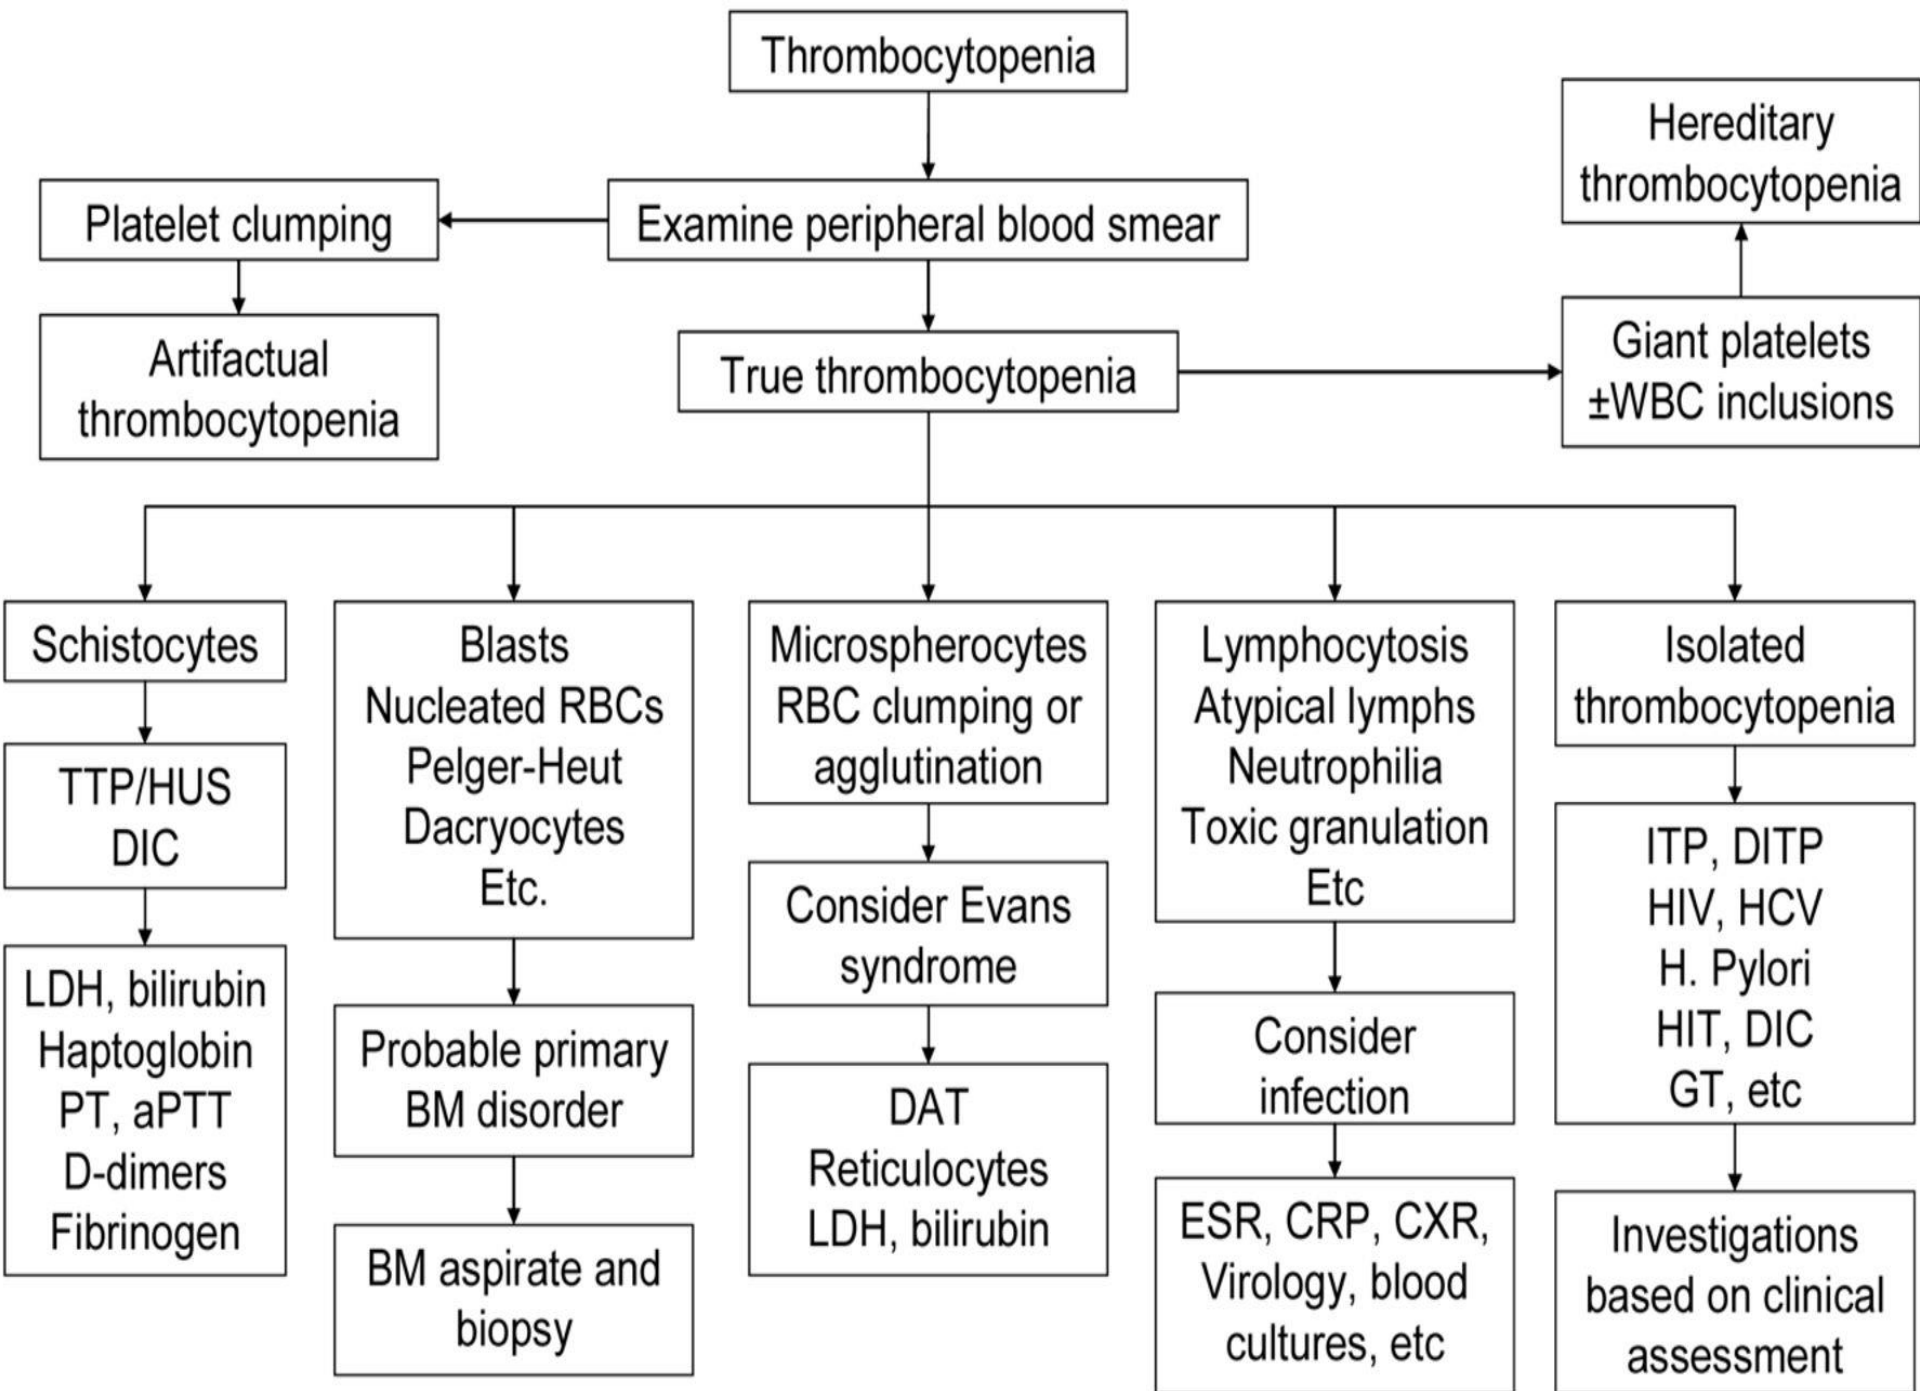 Thrombocytopenia
Hereditary
thrombocytopenia
Platelet clumping
Examine peripheral blood smear
Artifactual
thrombocytopenia
True thrombocytopenia
Giant platelets
±WBC inclusions
Schistocytes
TTP/HUS
DIC
LDH, bilirubin
Haptoglobin
PT, aPTT
D-dimers
Fibrinogen
Blasts
Nucleated RBCs
Pelger-Heut
Dacryocytes
Etc.
Probable primary
BM disorder
BM aspirate and
biopsy
Microspherocytes
RBC clumping or
agglutination
Consider Evans
syndrome
DAT
Reticulocytes
LDH, bilirubin
Lymphocytosis
Atypical lymphs
Neutrophilia
Toxic granulation
Etc
Consider
infection
ESR, CRP, CXR,
Virology, blood
cultures, etc
Isolated
thrombocytopenia
ITP, DITP
HIV, HCV
H. Pylori
HIT, DIC
GT, etc
Investigations
based on clinical
assessment